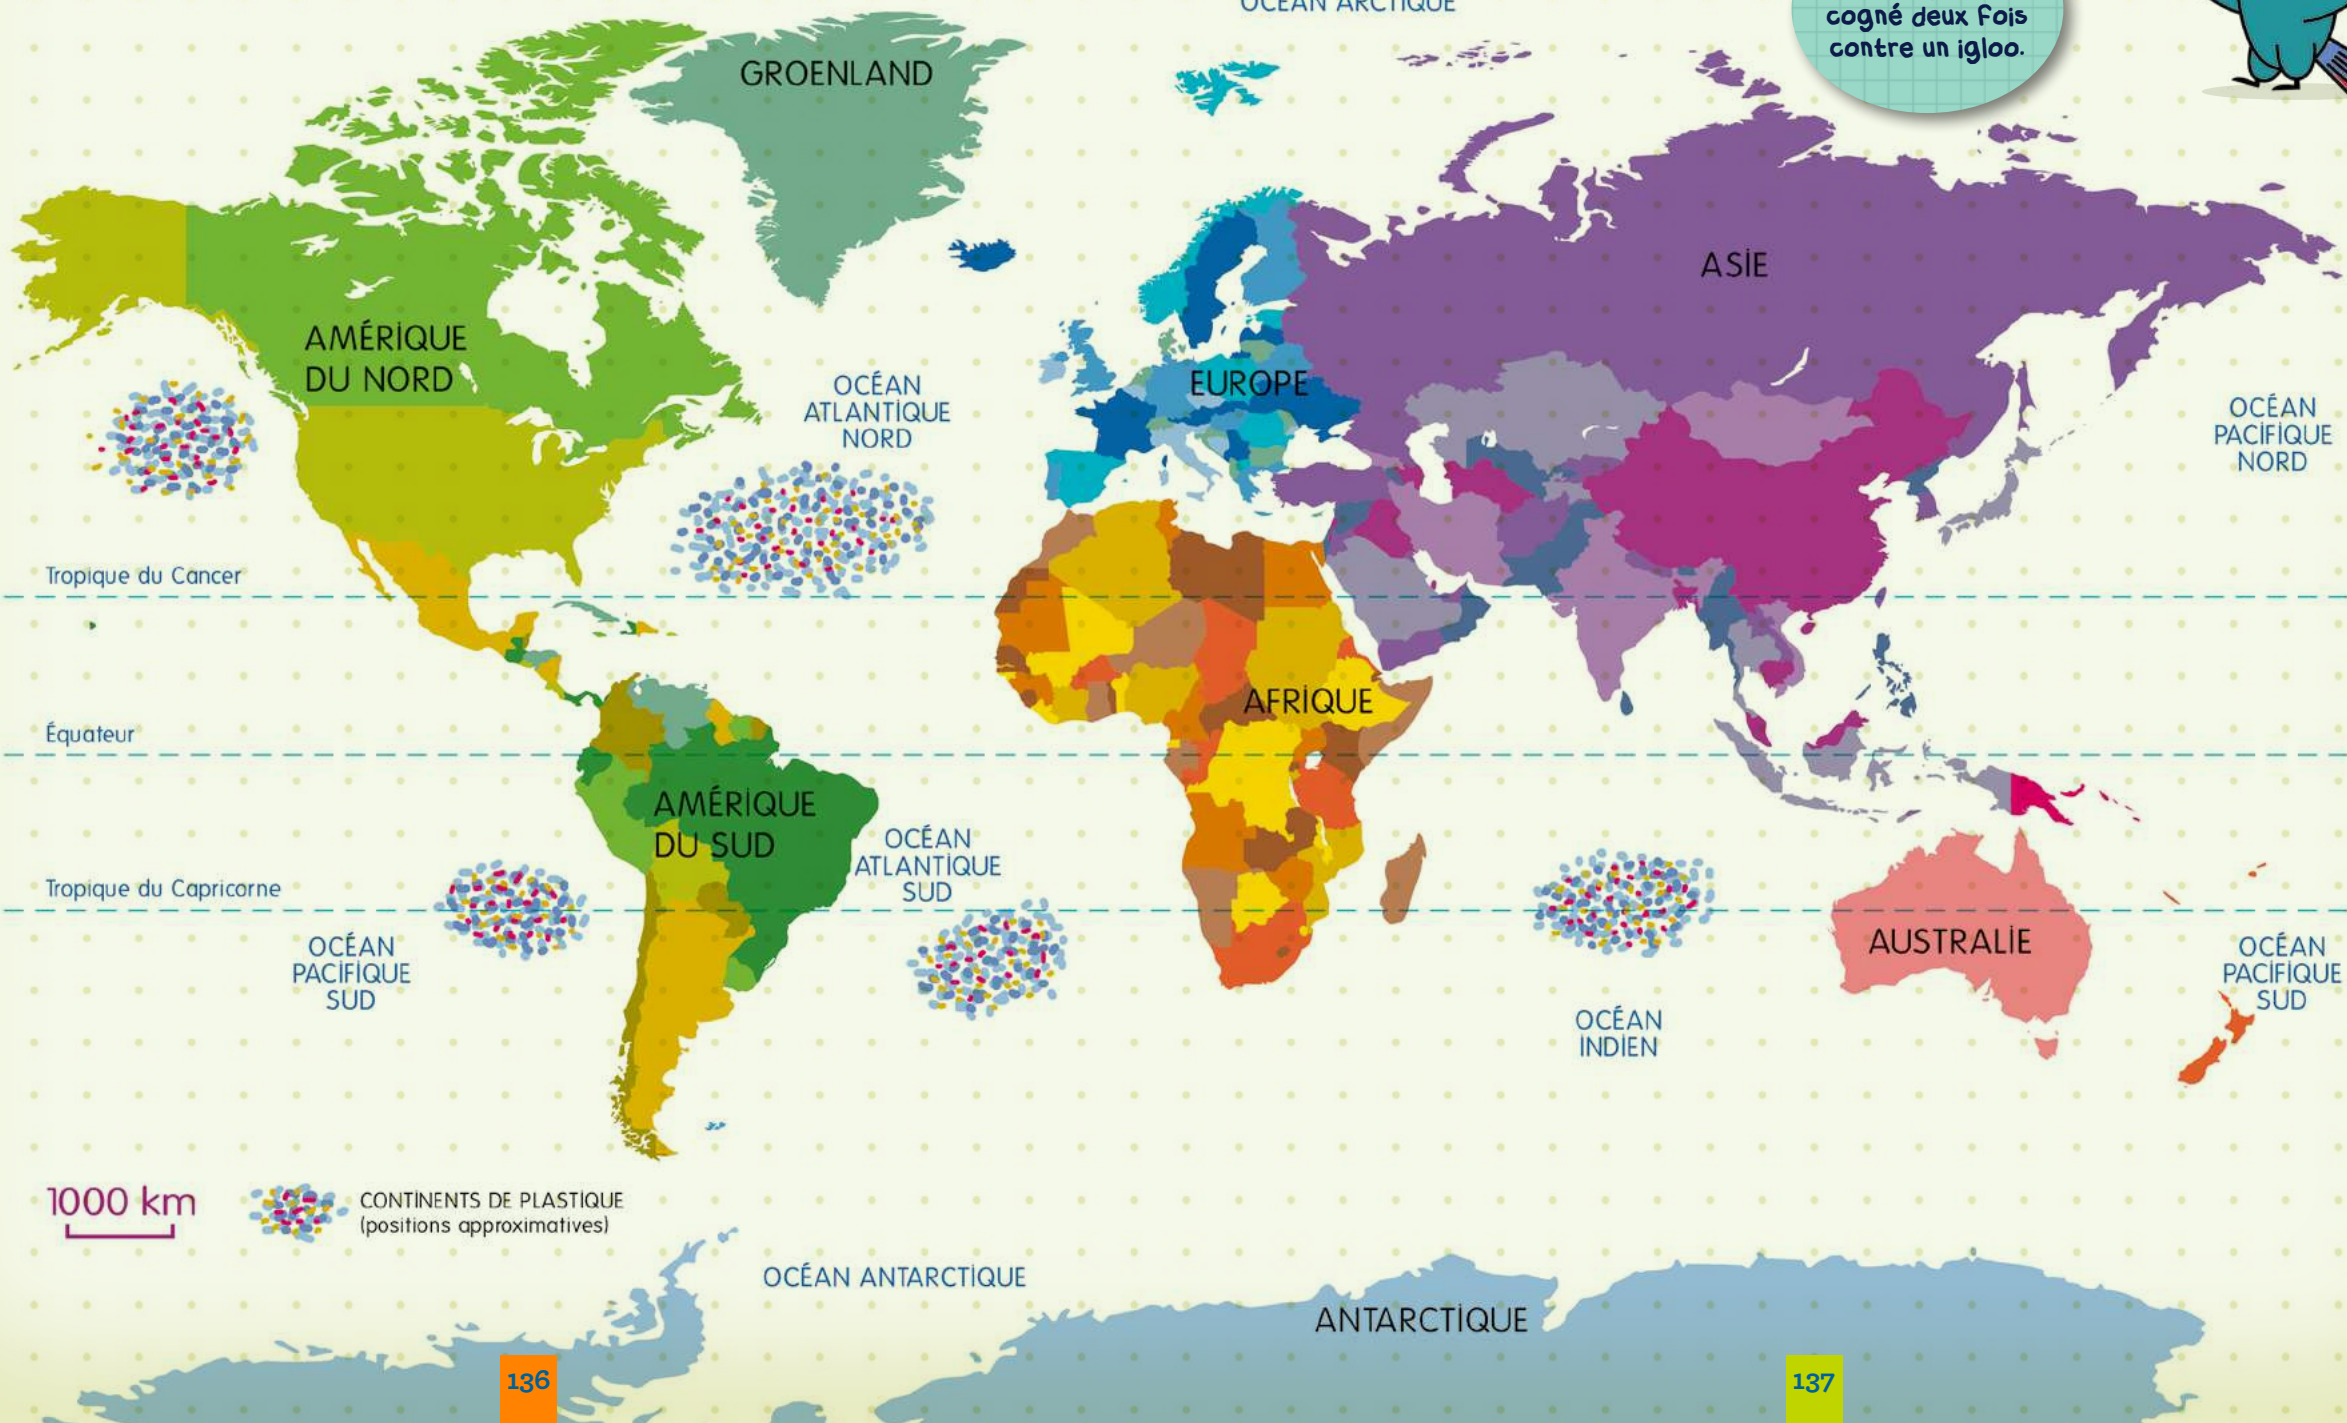 OCÉAN ARCTIQUE
cogné deux fois
contre un igloo.
GROENLAND
ASIE
AMÉRIQUE
DU NORD
OCÉAN
ATLANTIQUE
NORD
EUROPE
OCÉAN
PACIFIQUE
NORD
Tropique du Cancer
AFRIQUE
Équateur
AMÉRIQUE
DU SUD
OCÉAN
ATLANTIQUE
SUD
Tropique du Capricorne
OCÉAN
PACIFIQUE
SUD
AUSTRALIE
OCÉAN
PACIFIQUE
SUD
OCÉAN
INDIEN
1000 km
CONTINENTS DE PLASTIQUE
(positions approximatives)
OCÉAN ANTARCTIQUE
ANTARCTIQUE
136
137